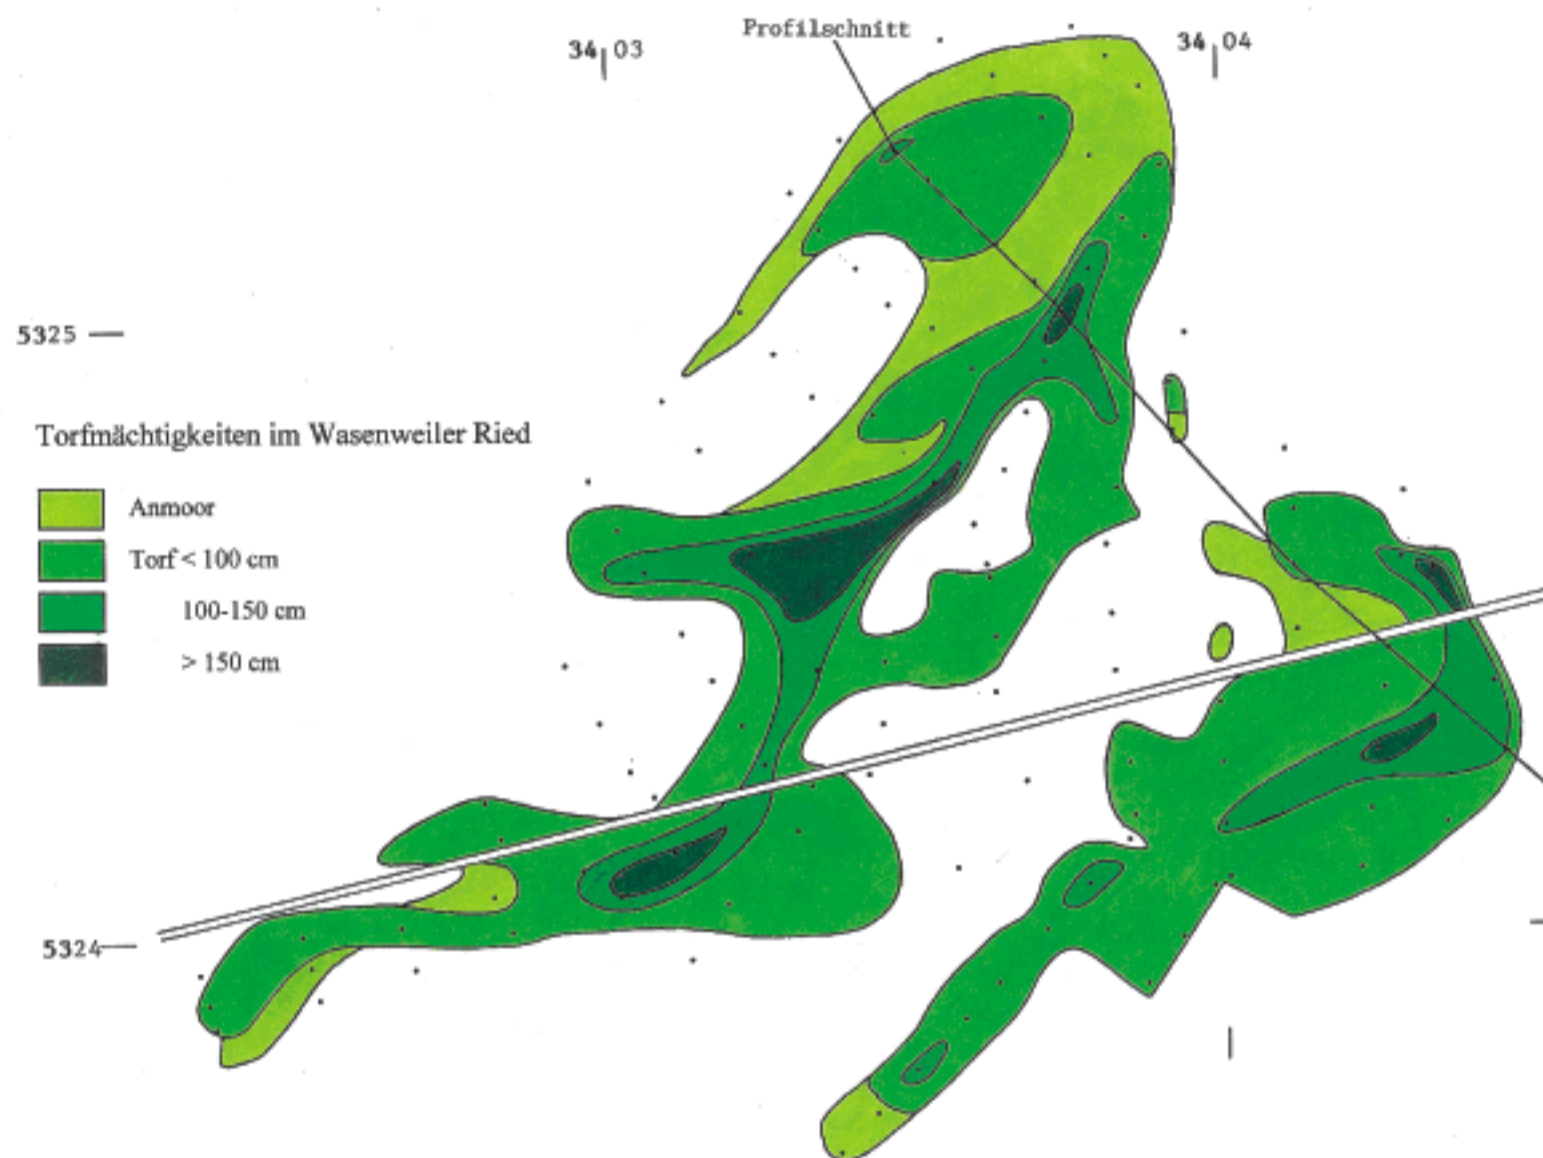 Profilschnitt
34 03
34 04
5325
Torfmächtigkeiten im Wasenweiler Ried
Anmoor
Torf < 100 cm
100-150 cm
> 150 cm
5324